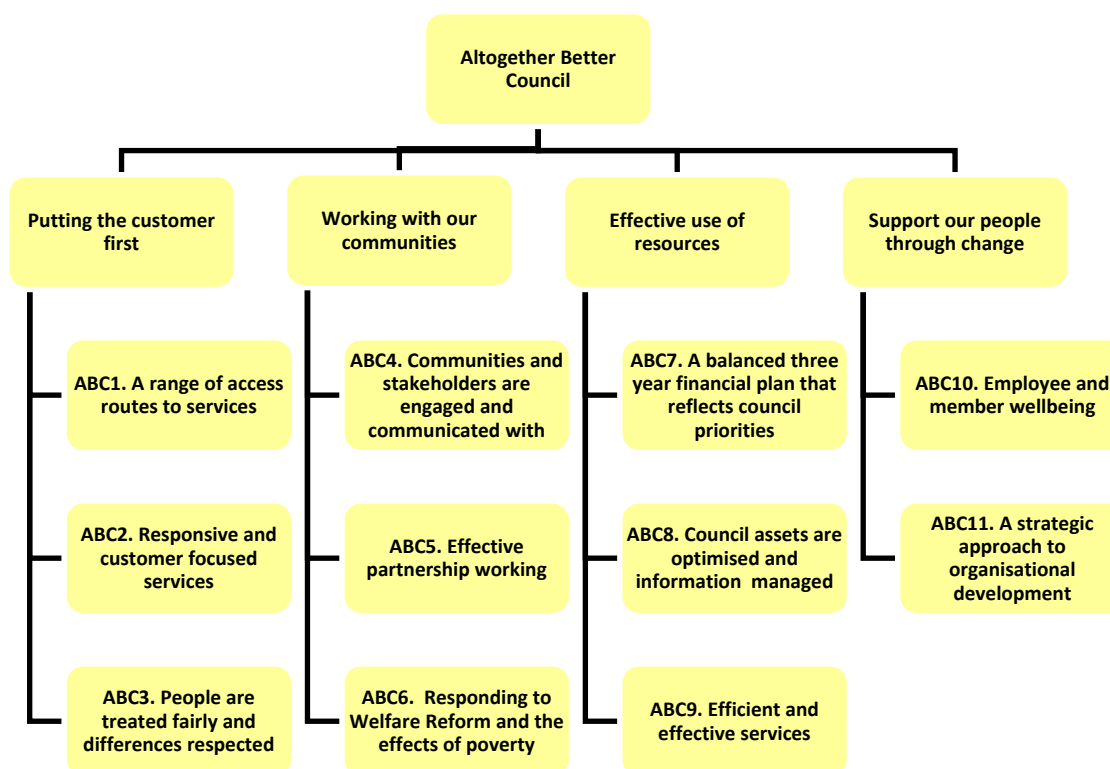 Altogether Better
Council
Putting the customer
first
Working with our
communities
Effective use of
resources
Support our people
through change
ABC1. A range of access
routes to services
ABC4. Communities and
stakeholders are
engaged and
communicated with
ABC7. A balanced three
year financial plan that
reflects council
priorities
ABC10. Employee and
member wellbeing
ABC2. Responsive and
customer focused
services
ABC5. Effective
partnership working
ABC8. Council assets are
optimised and
information  managed
ABC11. A strategic
approach to
organisational
development
ABC3. People are
treated fairly and
differences respected
ABC6.  Responding to
Welfare Reform and the
effects of poverty
ABC9. Efficient and
effective services